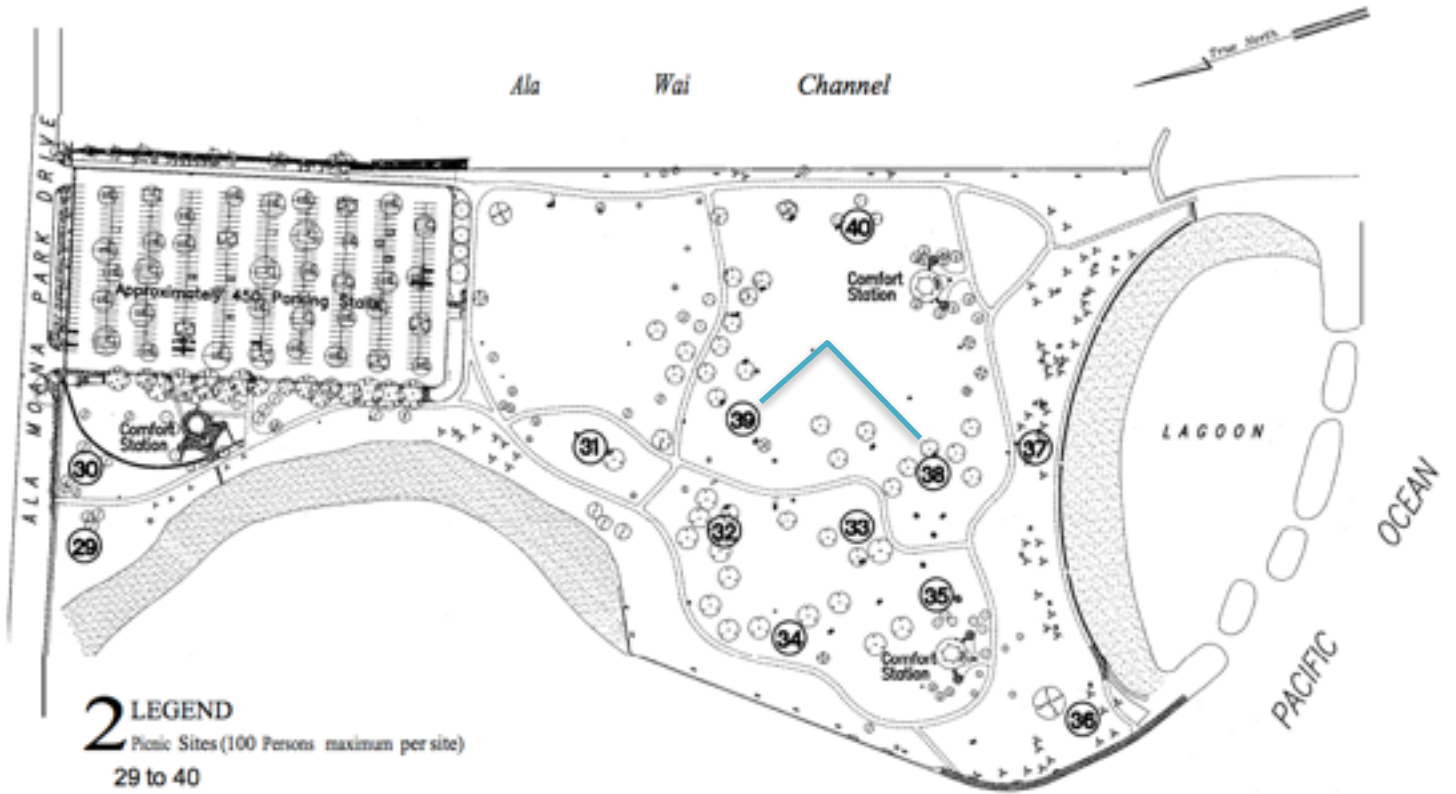 True North
Ala Wai Channel
ALA MOANA PARK DRIVE
40
Comfort
Station
Approximately 450 Parking Stalls
39
Comfort
Station
31
37
LAGOON
30
38
OCEAN
32
33
29
35
34
Comfort
Station
PACIFIC
36
2 LEGEND
Picnic Sites (100 Persons maximum per site)
29 to 40